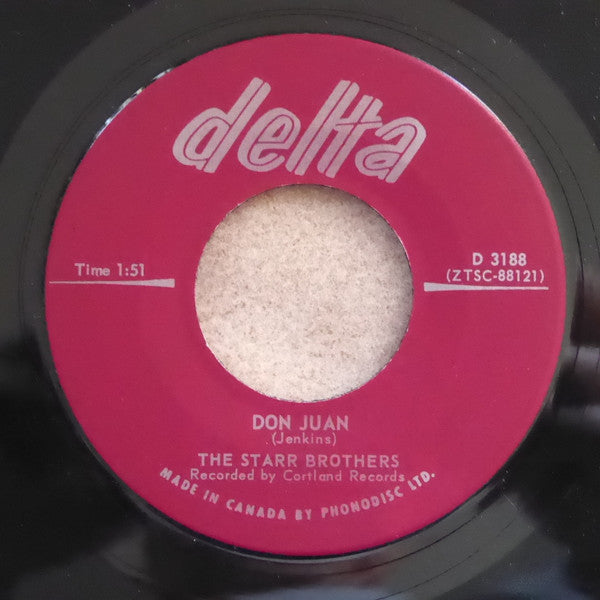 delta
Time 1:51
D 3188
(ZTSC-88121)
DON JUAN
(Jenkins)
THE STARR BROTHERS
Recorded by Cortland Records
MADE IN CANADA BY PHONODISC LTD.